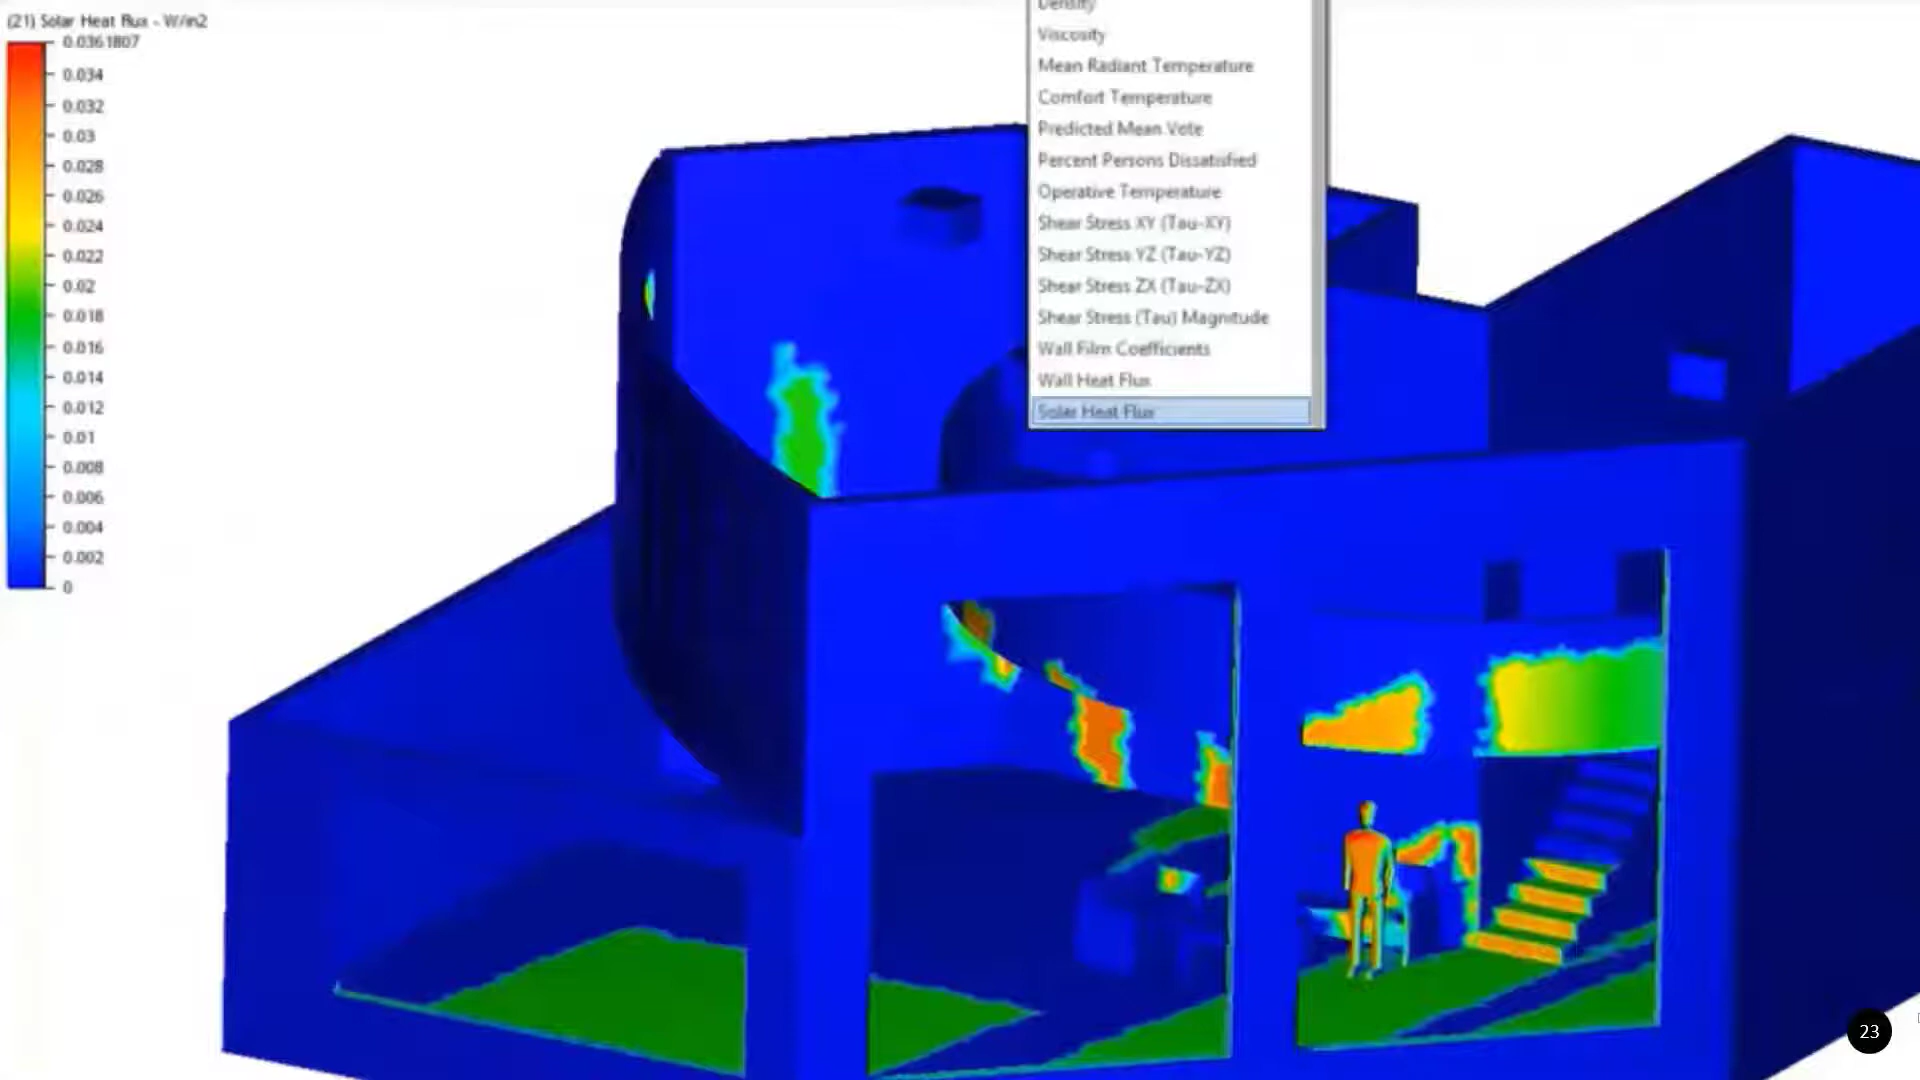 (21) Solar Heat Flux - W/in2
0.0361807
0.034
0.032
0.03
0.028
0.026
0.024
0.022
0.02
0.018
0.016
0.014
0.012
0.01
0.008
0.006
0.004
0.002
0
Density
Viscosity
Mean Radiant Temperature
Comfort Temperature
Predicted Mean Vote
Percent Persons Dissatisfied
Operative Temperature
Shear Stress XY (Tau-XY)
Shear Stress YZ (Tau-YZ)
Shear Stress ZX (Tau-ZX)
Shear Stress (Tau) Magnitude
Wall Film Coefficients
Wall Heat Flux
Solar Heat Flux
23